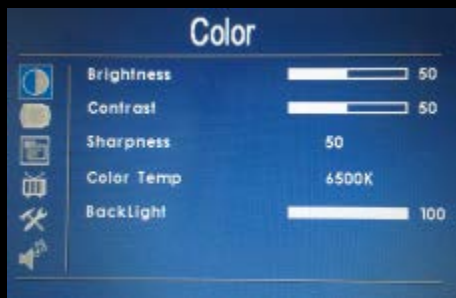 Color
Brightness 50
Contrast 50
Sharpness 50
Color Temp 6500K
BackLight 100